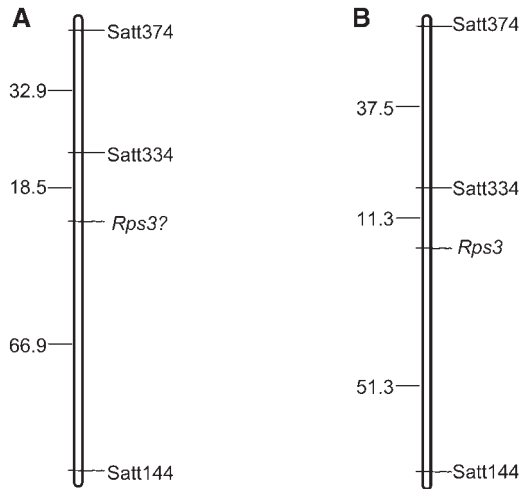 A
Satt374
32.9
Satt334
18.5
Rps3?
66.9
Satt144
B
Satt374
37.5
Satt334
11.3
Rps3
51.3
Satt144